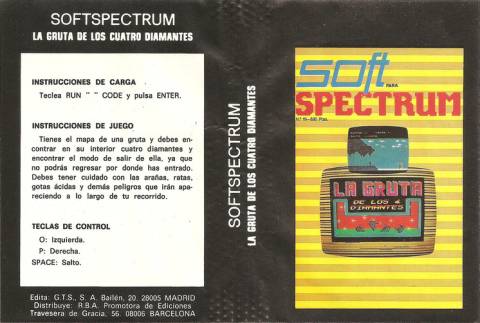 SOFTSPECTRUM
LA GRUTA DE LOS CUATRO DIAMANTES
INSTRUCCIONES DE CARGA
Teclea RUN " " CODE y pulsa ENTER.
INSTRUCCIONES DE JUEGO
Tienes el mapa de una gruta y debes en-
contrar en su interior cuatro diamantes y
encontrar el modo de salir de ella, ya que
no podrás regresar por donde has entrado.
Debes tener cuidado con las arañas, ratas,
gotas ácidas y demás peligros que irán apa-
reciendo a lo largo de tu recorrido.
TECLAS DE CONTROL
O: Izquierda.
P: Derecha.
SPACE: Salto.
Edita: G.T.S., S. A. Bailén, 20. 28005 MADRID
Distribuye: R.B.A. Promotora de Ediciones
Travesera de Gracia, 56. 08006 BARCELONA
SOFTSPECTRUM
LA GRUTA DE LOS CUATRO DIAMANTES
Soft
PARA
SPECTRUM
LA GRUTA
DE LOS 4
DIAMANTES